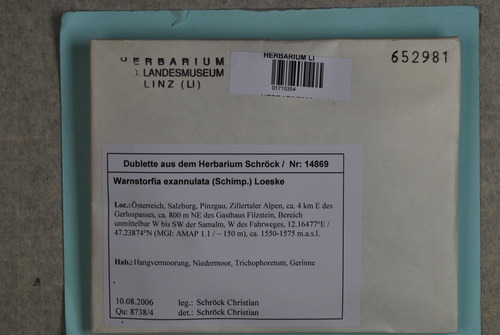 HERBARIUM
O. LANDESMUSEUM
LINZ (LI)
HERBARIUM LI
01715354
652981
Dublette aus dem Herbarium Schröck / Nr: 14869
Warnstorfia exannulata (Schimp.) Loeske
Loc.:Österreich, Salzburg, Pinzgau, Zillertaler Alpen, ca. 4 km E des
Gerlospasses, ca. 800 m NE des Gasthaus Filzstein, Bereich
unmittelbar W bis SW der Samalm, W des Fahrweges, 12.16477°E /
47.23874°N (MGI: AMAP 1.1 / ~ 150 m), ca. 1550-1575 m.a.s.l.
Hab.:Hangvermoorung, Niedermoor, Trichophoretum, Gerinne
10.08.2006 leg.: Schröck Christian
Qu: 8738/4 det.: Schröck Christian